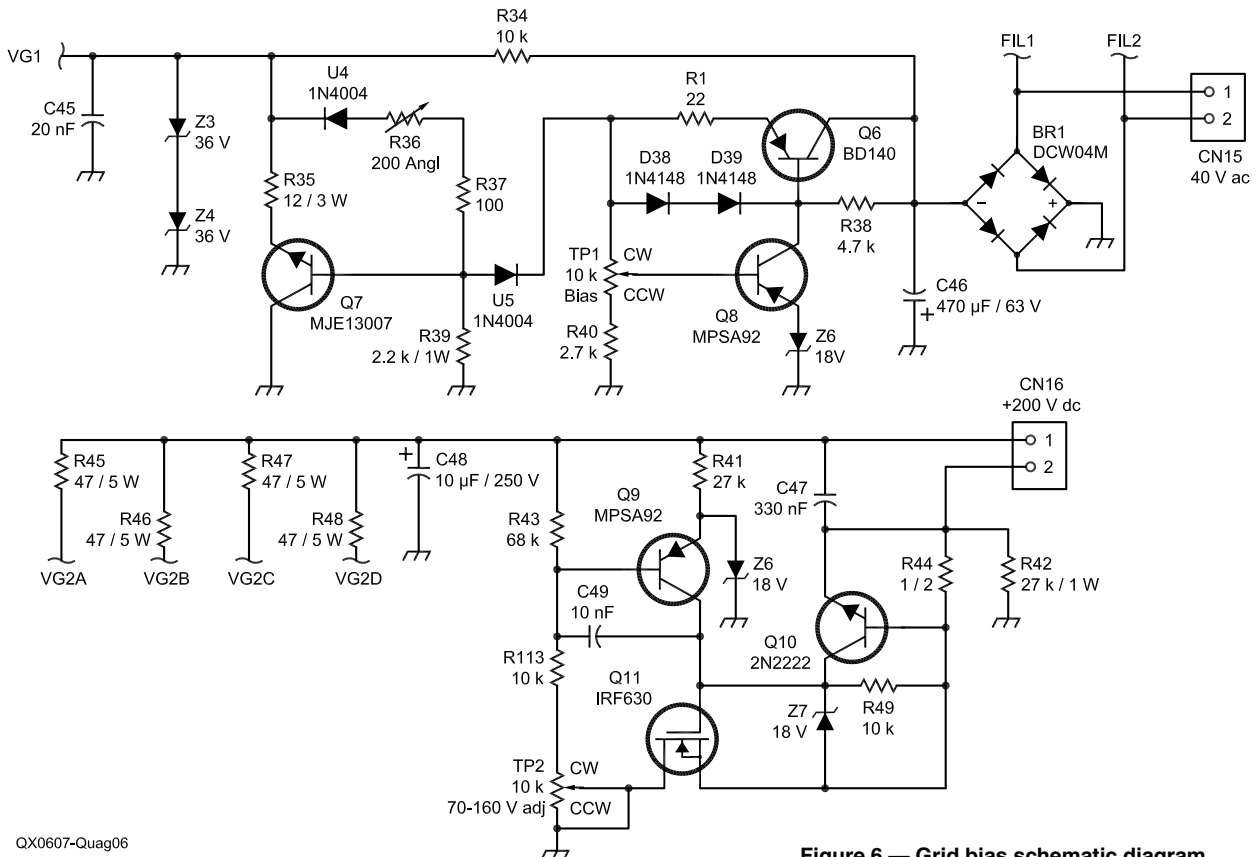 R34
10 k
VG1
FIL1
FIL2
U4
1N4004
R1
22
C45
20 nF
Z3
36 V
R36
200 Angl
Q6
BD140
BR1
DCW04M
1
2
CN15
40 V ac
D38
1N4148
D39
1N4148
R35
12 / 3 W
R37
100
–
+
Z4
36 V
R38
4.7 k
TP1
10 k
Bias
CW
CCW
Q7
MJE13007
U5
1N4004
C46
470 µF / 63 V
+
Q8
MPSA92
R39
2.2 k / 1W
R40
2.7 k
Z6
18V
CN16
+200 V dc
1
2
R45
47 / 5 W
R47
47 / 5 W
+
C48
10 µF / 250 V
R41
27 k
C47
330 nF
R46
47 / 5 W
R48
47 / 5 W
R43
68 k
Q9
MPSA92
VG2A
VG2B
VG2C
VG2D
Z6
18 V
R44
1 / 2
R42
27 k / 1 W
C49
10 nF
Q10
2N2222
R113
10 k
Q11
IRF630
Z7
18 V
R49
10 k
TP2
10 k
70-160 V adj
CW
CCW
QX0607-Quag06
Figure 6 — Grid bias schematic diagram